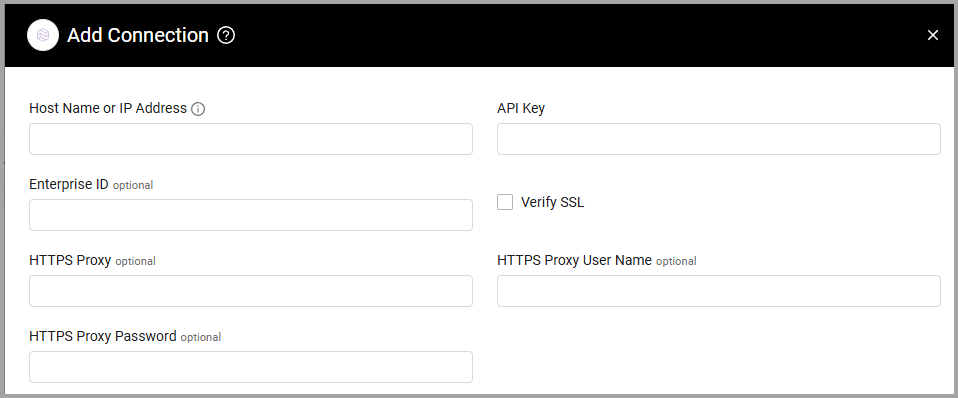 Add Connection ?
Host Name or IP Address
API Key
Enterprise ID optional
Verify SSL
HTTPS Proxy optional
HTTPS Proxy User Name optional
HTTPS Proxy Password optional